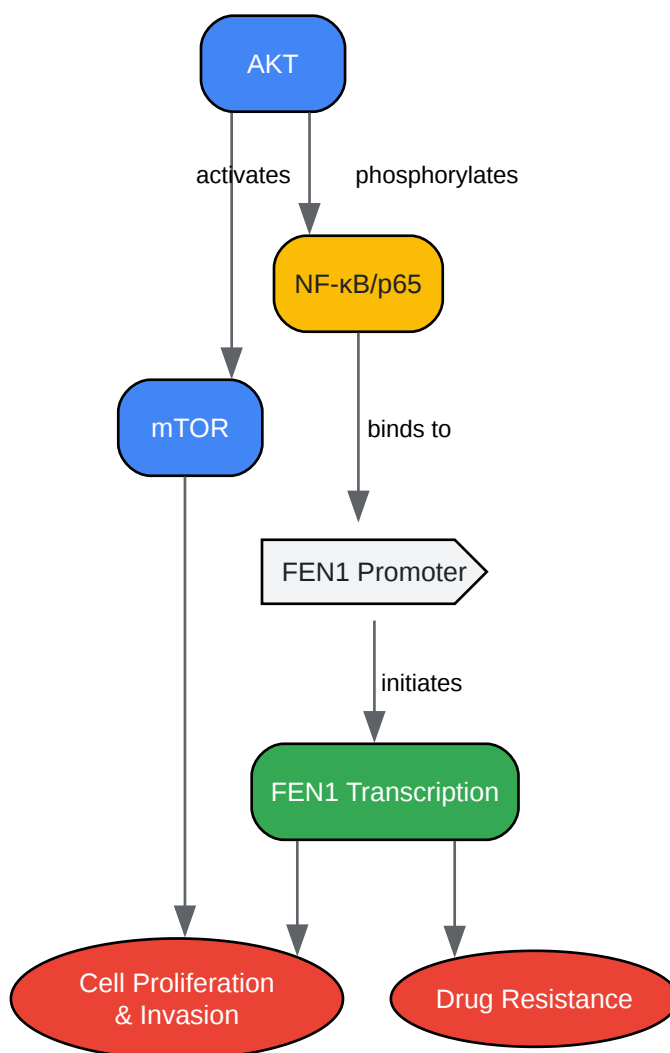 AKT
activates
phosphorylates
NF-κB/p65
mTOR
binds to
FEN1 Promoter
initiates
FEN1 Transcription
Cell Proliferation
& Invasion
Drug Resistance